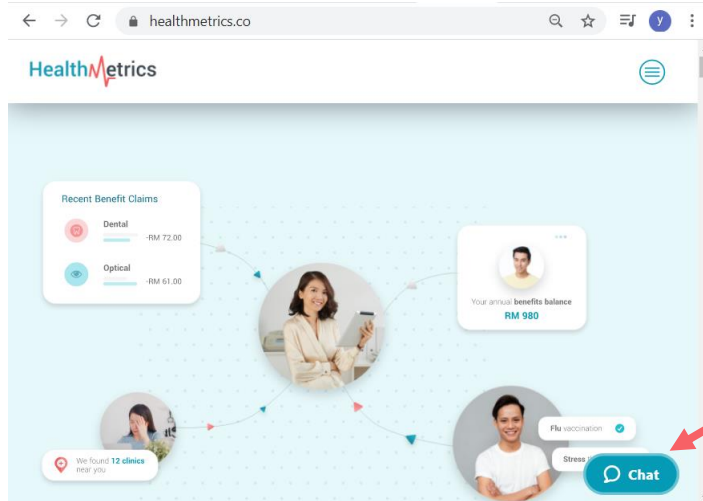 healthmetrics.co
y
HealthMetrics
Recent Benefit Claims
Dental
-RM 72.00
Optical
-RM 61.00
Your annual benefits balance
RM 980
Flu vaccination
We found 12 clinics
near you
Stress
Chat